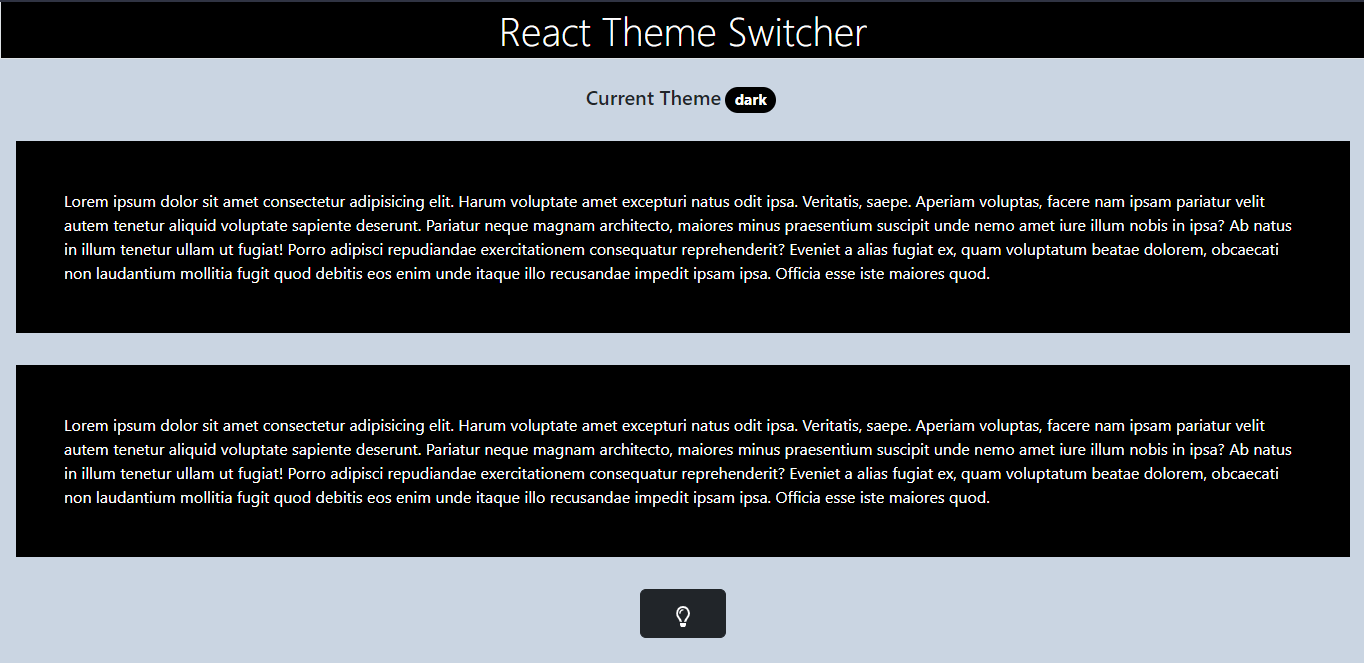 React Theme Switcher
Current Theme dark
Lorem ipsum dolor sit amet consectetur adipisicing elit. Harum voluptate amet excepturi natus odit ipsa. Veritatis, saepe. Aperiam voluptas, facere nam ipsam pariatur velit
autem tenetur aliquid voluptate sapiente deserunt. Pariatur neque magnam architecto, maiores minus praesentium suscipit unde nemo amet iure illum nobis in ipsa? Ab natus
in illum tenetur ullam ut fugiat! Porro adipisci repudiandae exercitationem consequatur reprehenderit? Eveniet a alias fugiat ex, quam voluptatum beatae dolorem, obcaecati
non laudantium mollitia fugit quod debitis eos enim unde itaque illo recusandae impedit ipsam ipsa. Officia esse iste maiores quod.
Lorem ipsum dolor sit amet consectetur adipisicing elit. Harum voluptate amet excepturi natus odit ipsa. Veritatis, saepe. Aperiam voluptas, facere nam ipsam pariatur velit
autem tenetur aliquid voluptate sapiente deserunt. Pariatur neque magnam architecto, maiores minus praesentium suscipit unde nemo amet iure illum nobis in ipsa? Ab natus
in illum tenetur ullam ut fugiat! Porro adipisci repudiandae exercitationem consequatur reprehenderit? Eveniet a alias fugiat ex, quam voluptatum beatae dolorem, obcaecati
non laudantium mollitia fugit quod debitis eos enim unde itaque illo recusandae impedit ipsam ipsa. Officia esse iste maiores quod.